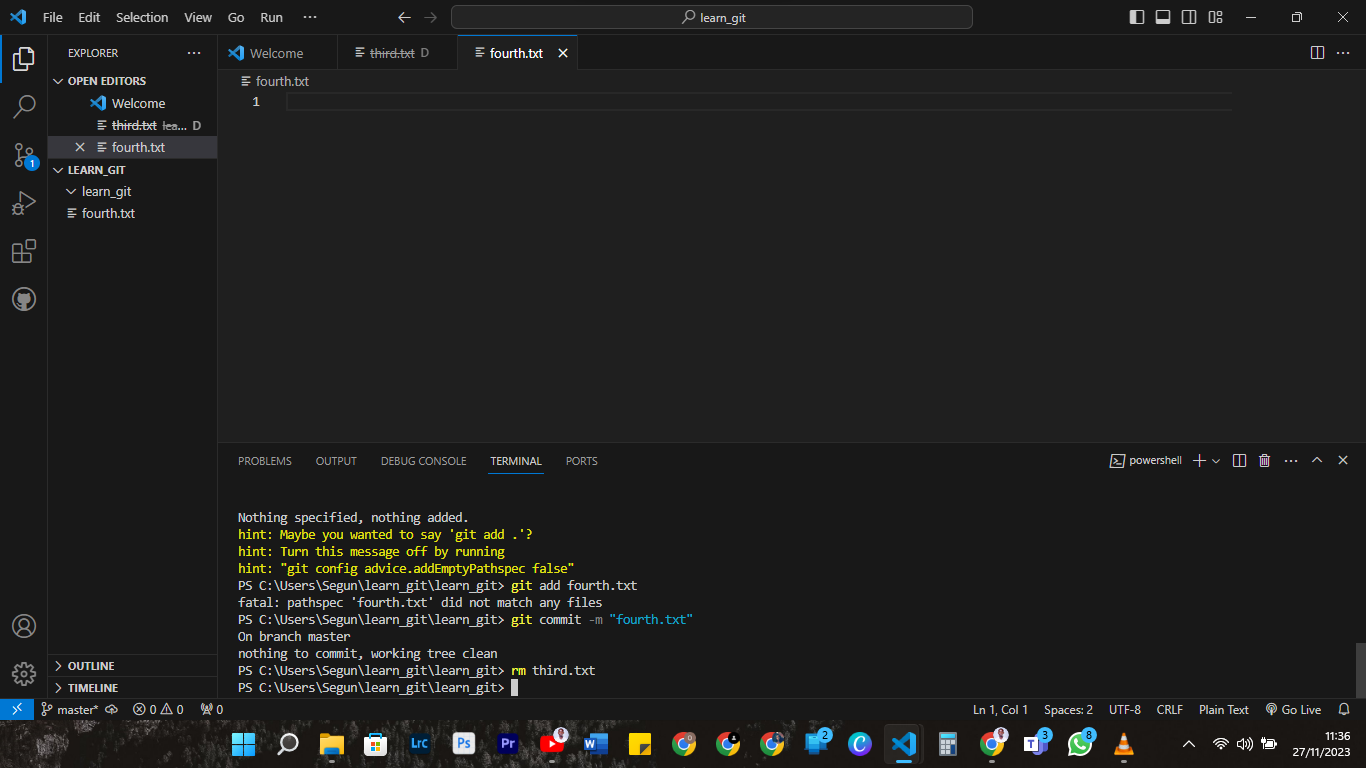 File Edit Selection View Go Run ··· learn_git
EXPLORER ···
OPEN EDITORS
Welcome
third.txt lea... D
fourth.txt
LEARN_GIT
learn_git
fourth.txt
OUTLINE
TIMELINE
1
Welcome third.txt D fourth.txt
fourth.txt
1
PROBLEMS OUTPUT DEBUG CONSOLE TERMINAL PORTS powershell
Nothing specified, nothing added.
hint: Maybe you wanted to say 'git add .'?
hint: Turn this message off by running
hint: "git config advice.addEmptyPathspec false"
PS C:\Users\Segun\learn_git\learn_git> git add fourth.txt
fatal: pathspec 'fourth.txt' did not match any files
PS C:\Users\Segun\learn_git\learn_git> git commit -m "fourth.txt"
On branch master
nothing to commit, working tree clean
PS C:\Users\Segun\learn_git\learn_git> rm third.txt
PS C:\Users\Segun\learn_git\learn_git>
master* 0 0 0 Ln 1, Col 1 Spaces: 2 UTF-8 CRLF Plain Text Go Live
Lrc Ps Pr W 2 C T 3 8
11:36
27/11/2023